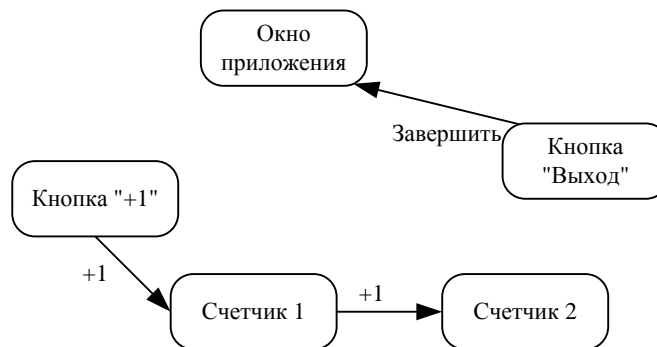 Окно
приложения
Завершить
Кнопка
"Выход"
Кнопка "+1"
+1
Счетчик 1
+1
Счетчик 2